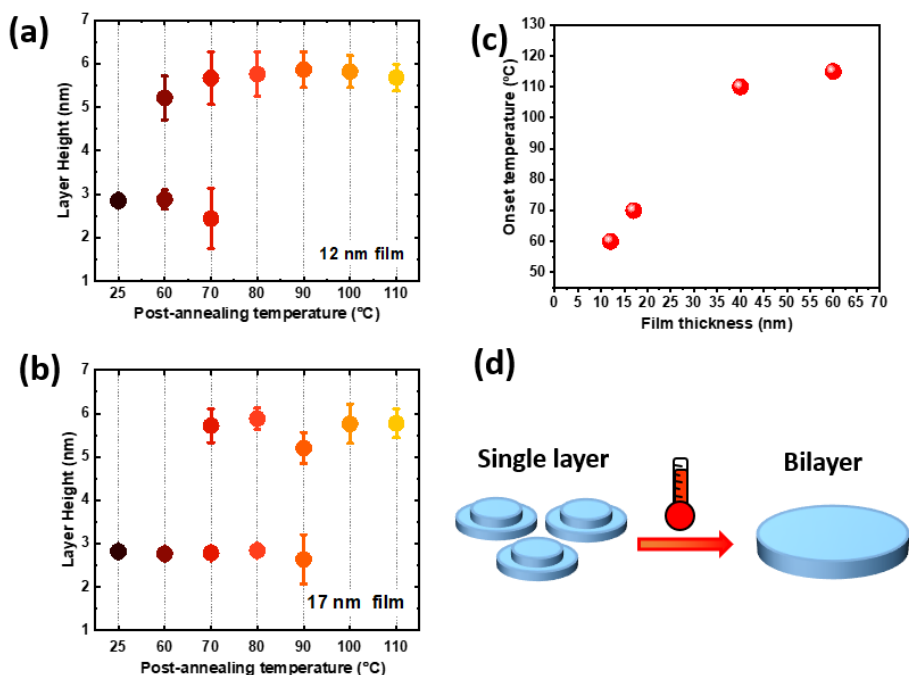 (a)
7
6
5
4
3
2
1
Layer Height (nm)
12 nm film
25 60 70 80 90 100 110
Post-annealing temperature (°C)
(b)
7
6
5
4
3
2
1
Layer Height (nm)
17 nm film
25 60 70 80 90 100 110
Post-annealing temperature (°C)
(c)
130
120
110
100
90
80
70
60
50
Onset temperature (°C)
0 5 10 15 20 25 30 35 40 45 50 55 60 65 70
Film thickness (nm)
(d)
Single layer
Bilayer